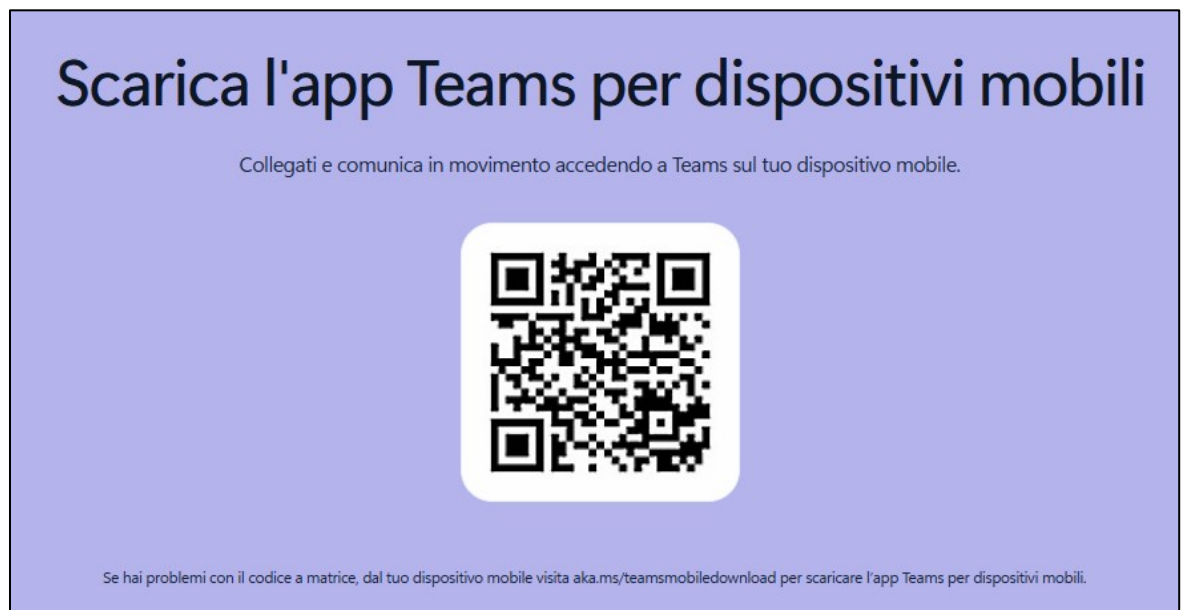 Scarica l'app Teams per dispositivi mobili
Collegati e comunica in movimento accedendo a Teams sul tuo dispositivo mobile.
Se hai problemi con il codice a matrice, dal tuo dispositivo mobile visita aka.ms/teamsmobiledownload per scaricare l'app Teams per dispositivi mobili.